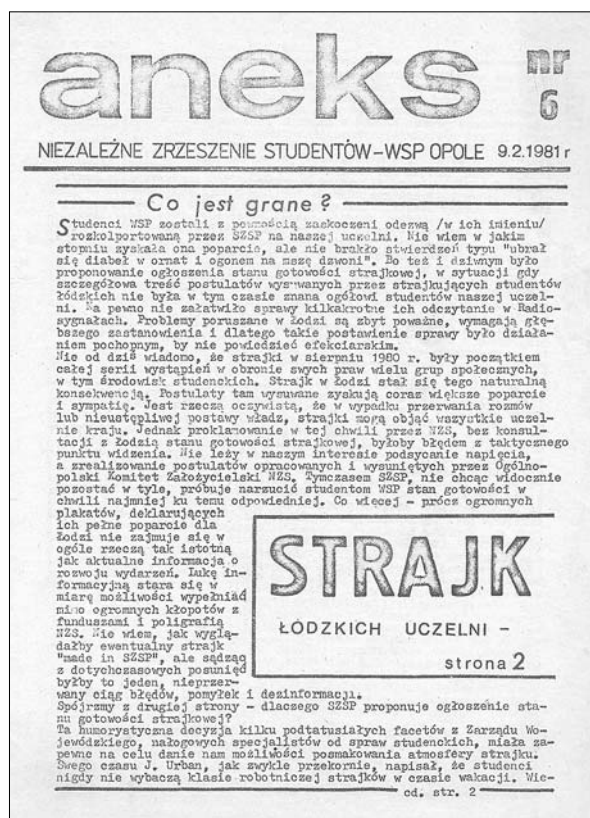 aneks nr 6
NIEZALEŻNE ZRZESZENIE STUDENTÓW-WSP OPOLE 9.2.1981 r
Co jest grane ?
Studenci WSP zostali z pewnością zaskoczeni odezwą /w ich imieniu/
rozkolportowaną przez SZSP na naszej uczelni. Nie wiem w jakim
stopniu zyskała ona poparcie, ale nie brakło stwierdzeń typu "ubrał
się diabeł w ornat i ogonem na mszę dzwoni". Bo też i dziwnym było
proponowanie ogłoszenia stanu gotowości strajkowej, w sytuacji gdy
szczegółowa treść postulatów wysuwanych przez strajkujących studentów
łódzkich nie była w tym czasie znana ogółowi studentów naszej uczel-
ni. Na pewno nie załatwiło sprawy kilkakrotne ich odczytanie w Radio-
sygnałach. Problemy poruszane w Łodzi są zbyt poważne, wymagają głę-
bszego zastanowienia i dlatego takie postawienie sprawy było działa-
niem pochopnym, by nie powiedzieć efekciarskim.
Nie od dziś wiadomo, że strajki w sierpniu 1980 r. były początkiem
całej serii wystąpień w obronie swych praw wielu grup społecznych,
w tym środowisk studenckich. Strajk w Łodzi stał się tego naturalną
konsekwencją. Postulaty tam wysuwane zyskują coraz większe poparcie
i sympatię. Jest rzeczą oczywistą, że w wypadku przerwania rozmów
lub nieustępliwej postawy władz, strajki mogą objąć wszystkie uczel-
nie kraju. Jednak proklamowanie w tej chwili przez NZS, bez konsul-
tacji z Łodzią stanu gotowości strajkowej, byłoby błędem z taktycznego
punktu widzenia. Nie leży w naszym interesie podsycanie napięcia,
a zrealizowanie postulatów opracowanych i wysuniętych przez Ogólno-
polski Komitet Założycielski NZS. Tymczasem SZSP, nie chcąc widocznie
pozostać w tyle, próbuje narzucić studentom WSP stan gotowości w
chwili najmniej ku temu odpowiedniej. Co więcej - prócz ogromnych
plakatów, deklarujących
ich pełne poparcie dla
Łodzi nie zajmuje się w
ogóle rzeczą tak istotną
jak aktualne informacja o
rozwoju wydarzeń. Lukę in-
formacyjną stara się w
miarę możliwości wypełniać
mimo ogromnych kłopotów z
funduszami i poligrafią
NZS. Nie wiem, jak wyglą-
dałby ewentualny strajk
"made in SZSP", ale sądząc
z dotychczasowych posunięć
byłby to jeden, nieprzer-
wany ciąg błędów, pomyłek i dezinformacji.
Spójrzmy z drugiej strony - dlaczego SZSP proponuje ogłoszenie sta-
nu gotowości strajkowej?
Ta humorystyczna decyzja kilku podtatusiałych facetów z Zarządu Wo-
jewódzkiego, nałogowych specjalistów od spraw studenckich, miała za-
pewne na celu danie nam możliwości posmakowania atmosfery strajku.
Swego czasu J. Urban, jak zwykle przekornie, napisał, że studenci
nigdy nie wybaczą klasie robotniczej strajków w czasie wakacji. Wie-
cd. str. 2
STRAJK
ŁÓDZKICH UCZELNI -
strona 2